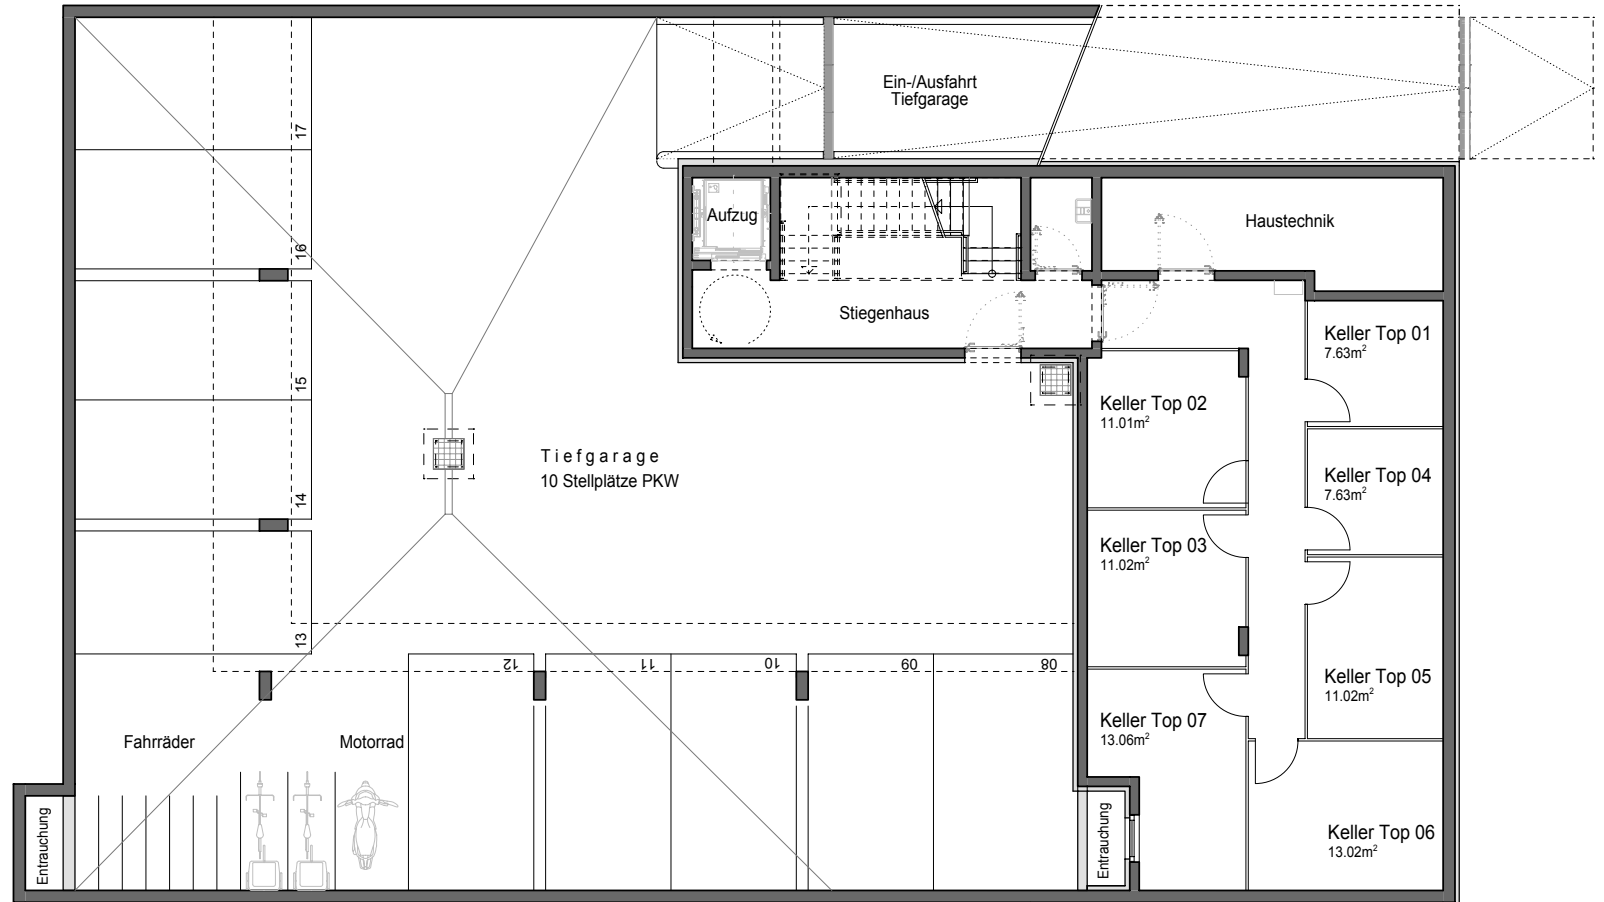 Ein-/Ausfahrt
Tiefgarage
17
16
15
14
13
Aufzug
Haustechnik
Stiegenhaus
Keller Top 01
7.63m²
Keller Top 02
11.01m²
Tiefgarage
10 Stellplätze PKW
Keller Top 04
7.63m²
Keller Top 03
11.02m²
12
11
10
09
08
Keller Top 05
11.02m²
Keller Top 07
13.06m²
Fahrräder
Motorrad
Entrauchung
Entrauchung
Keller Top 06
13.02m²